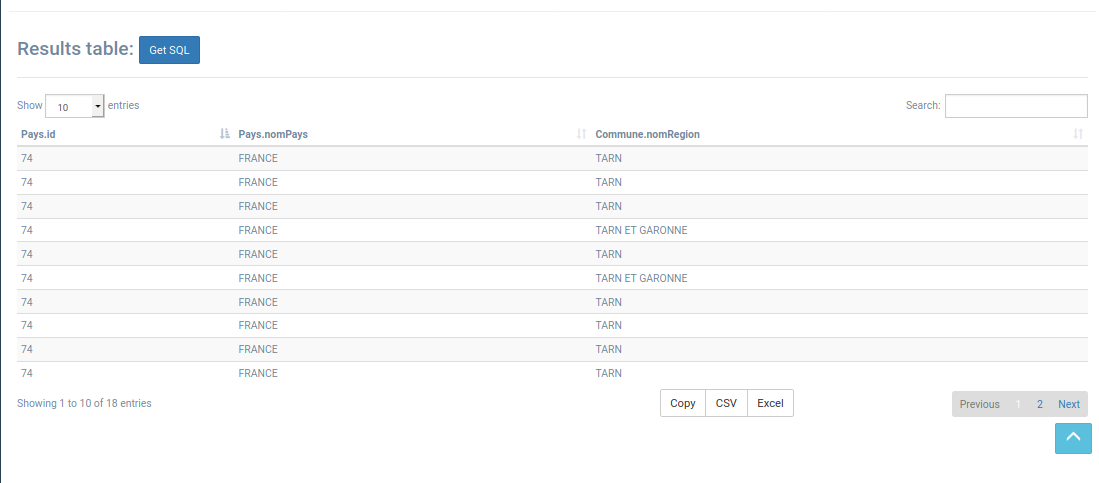 Results table: Get SQL
Show 10 entries Search:
Pays.id Pays.nomPays Commune.nomRegion
74 FRANCE TARN
74 FRANCE TARN
74 FRANCE TARN
74 FRANCE TARN ET GARONNE
74 FRANCE TARN
74 FRANCE TARN ET GARONNE
74 FRANCE TARN
74 FRANCE TARN
74 FRANCE TARN
74 FRANCE TARN
Showing 1 to 10 of 18 entries Copy CSV Excel Previous 1 2 Next